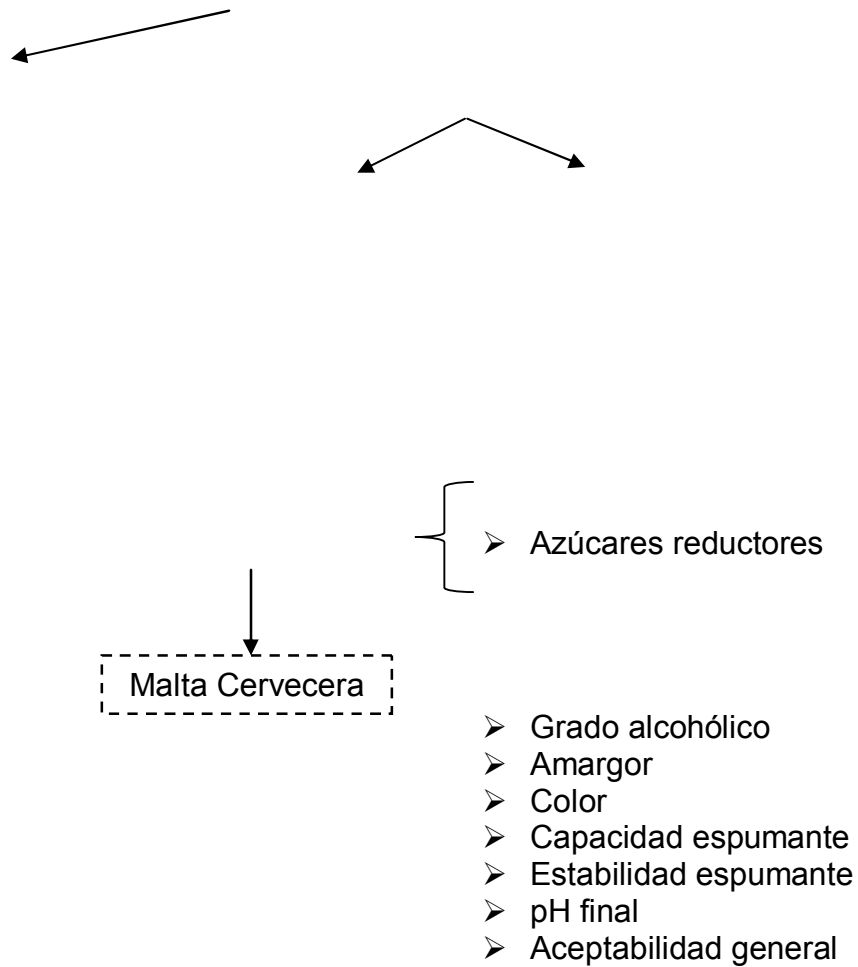 ➢ Azúcares reductores
Malta Cervecera
➢ Grado alcohólico
➢ Amargor
➢ Color
➢ Capacidad espumante
➢ Estabilidad espumante
➢ pH final
➢ Aceptabilidad general